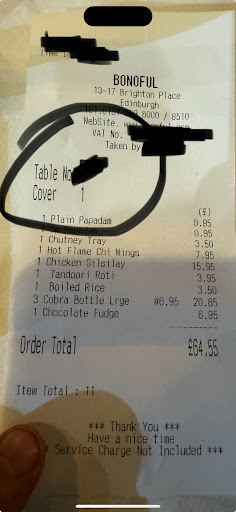 BONOFUL
13-17 Brighton Place
Edinburgh
8000 / 8510
WebSite.
VAT No.
Taken by
Table No
Cover 1
(£)
1 Plain Papadam 0.95
Papadam 0.95
1 Chutney Tray 3.50
1 Hot Flame Chi Wings 7.95
1 Chicken Silsilay 15.95
1 Tandoori Roti 3.95
1 Boiled Rice 3.50
3 Cobra Bottle Lrge @6.95 20.85
1 Chocolate Fudge 6.95
Order Total £64.55
Item Total : 11
*** Thank You ***
Have a nice time
* Service Charge Not Included ***